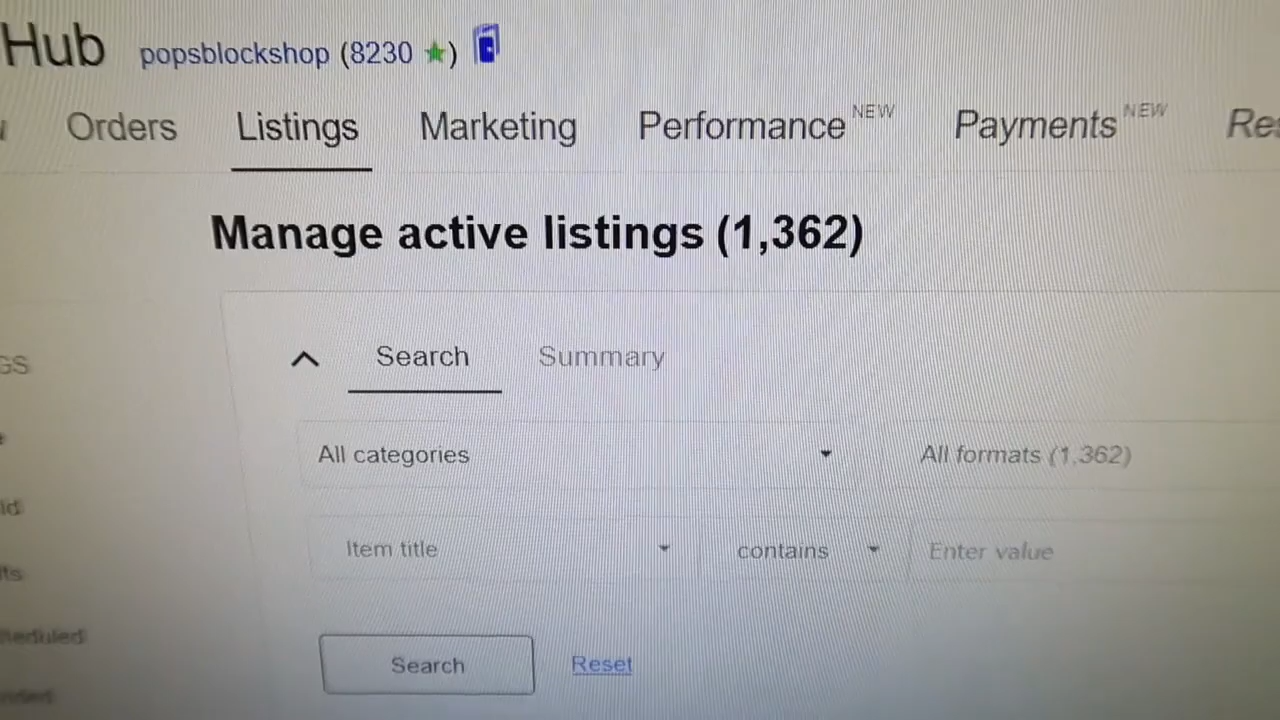 Hub popsblockshop (8230 ★)
Orders Listings Marketing Performance NEW Payments NEW
Manage active listings (1,362)
Search Summary
All categories All formats (1,362)
Item title contains Enter value
Search Reset